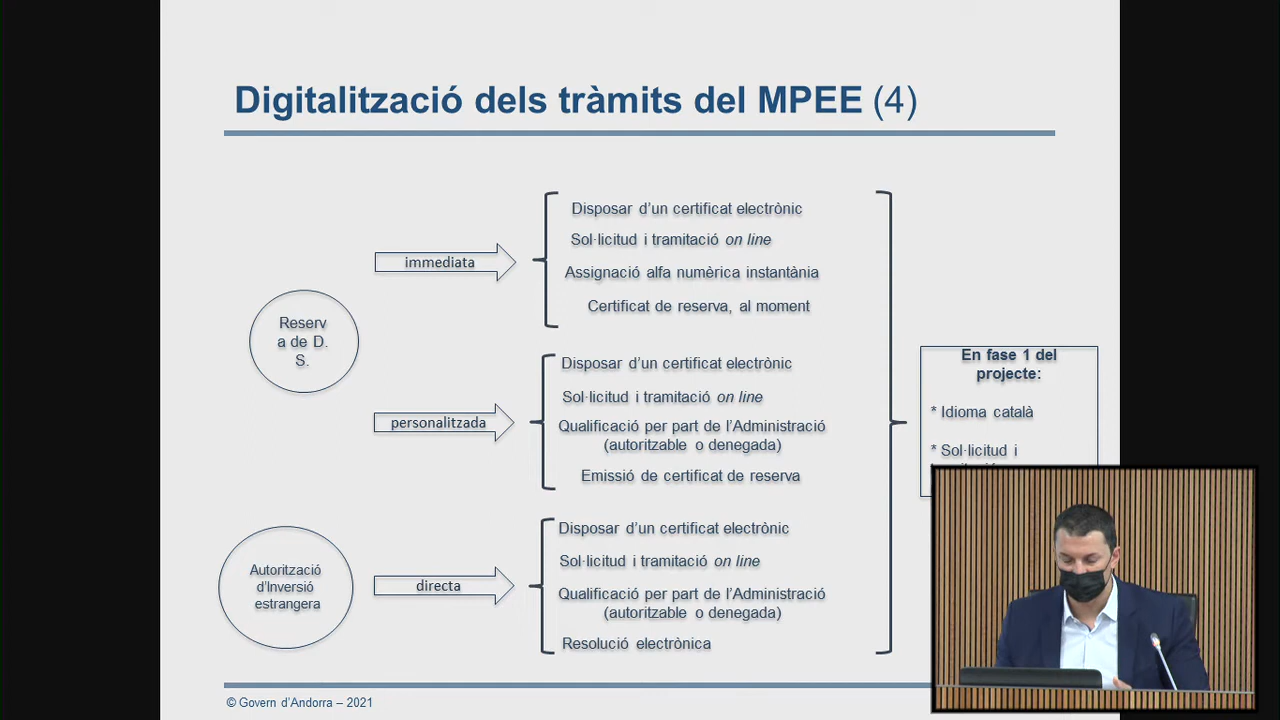 Digitalització dels tràmits del MPEE (4)
Disposar d'un certificat electrònic
Sol·licitud i tramitació on line
immediata
Assignació alfa numèrica instantània
Certificat de reserva, al moment
Reserv
a de D.
S.
Disposar d'un certificat electrònic
Sol·licitud i tramitació on line
personalitzada
Qualificació per part de l'Administració
(autoritzable o denegada)
Emissió de certificat de reserva
En fase 1 del
projecte:
* Idioma català
* Sol·licitud i
Disposar d'un certificat electrònic
Sol·licitud i tramitació on line
Autorització
d'Inversió
estrangera
directa
Qualificació per part de l'Administració
(autoritzable o denegada)
Resolució electrònica
© Govern d'Andorra – 2021